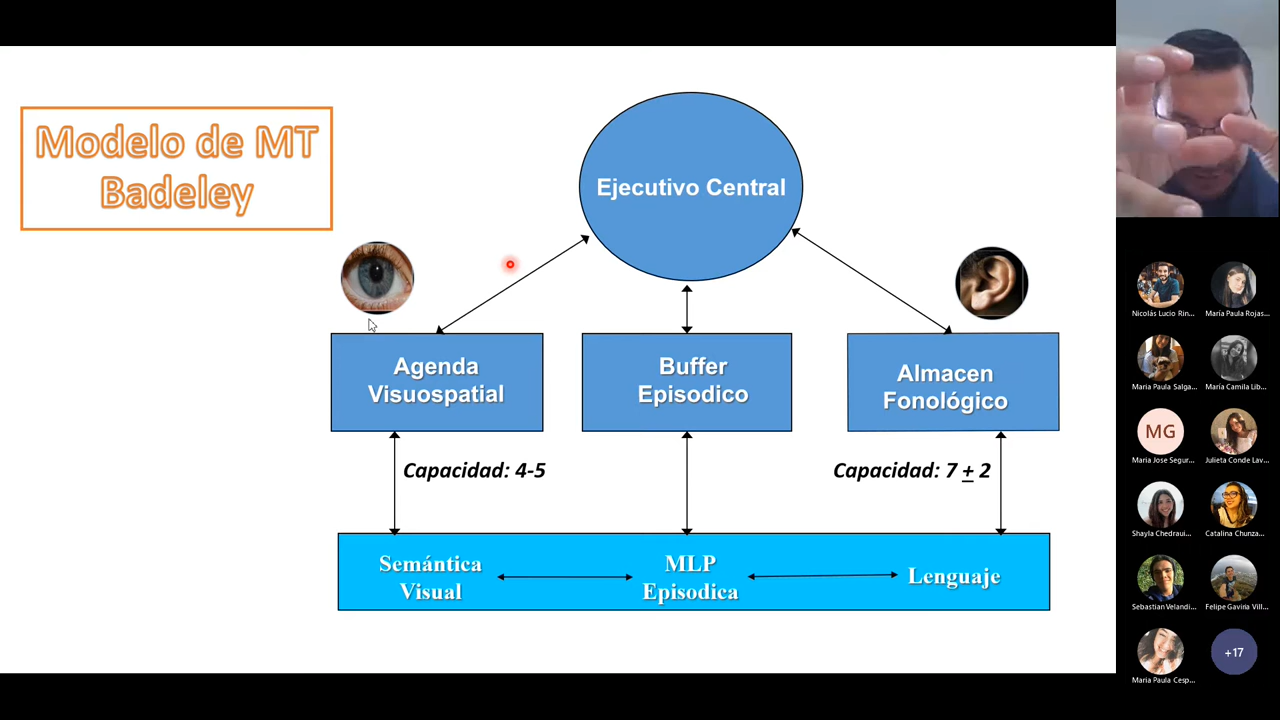 Modelo de MT
Badeley
Ejecutivo Central
Agenda
Visuospatial
Buffer
Episodico
Almacen
Fonológico
Capacidad: 4-5
Capacidad: 7 ± 2
Semántica
Visual
MLP
Episodica
Lenguaje
Nicolás Lucio Rin...
María Paula Rojas...
Maria Paula Salga...
María Camila Lib...
MG
Maria Jose Segur...
Julieta Conde Lav...
Shayla Chedraui...
Catalina Chunza...
Sebastian Velandi...
Felipe Gaviria Vill...
Maria Paula Cesp...
+17